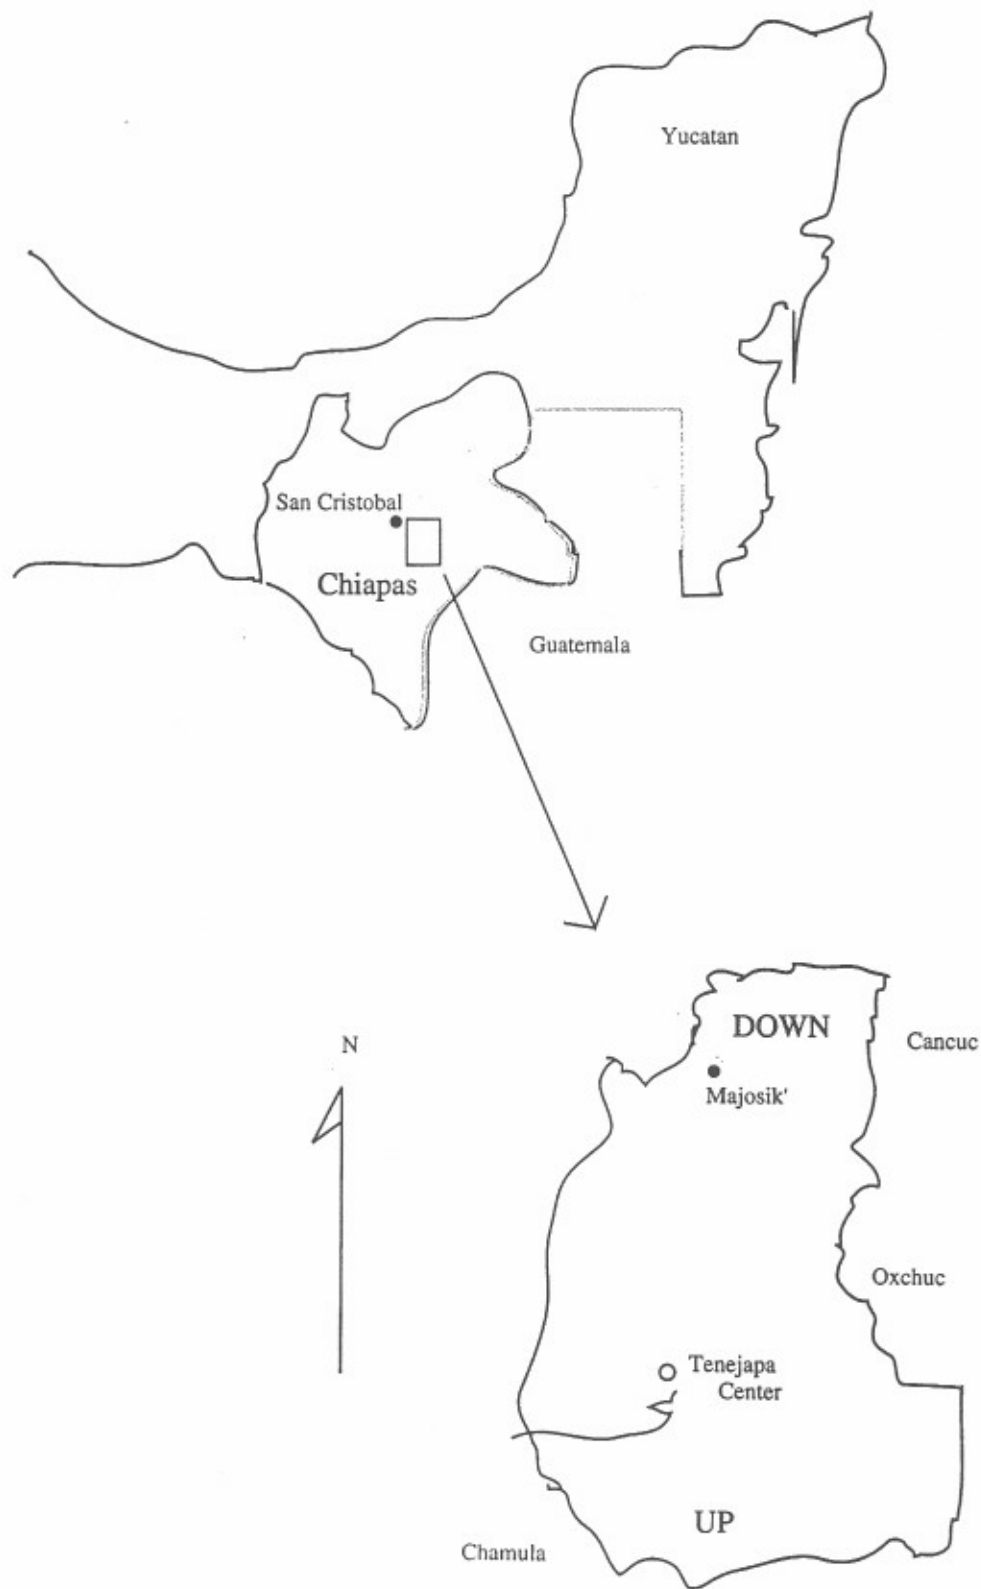 Yucatan
San Cristobal
Chiapas
Guatemala
N
DOWN
Cancuc
Majosik'
Oxchuc
Tenejapa
Center
UP
Chamula